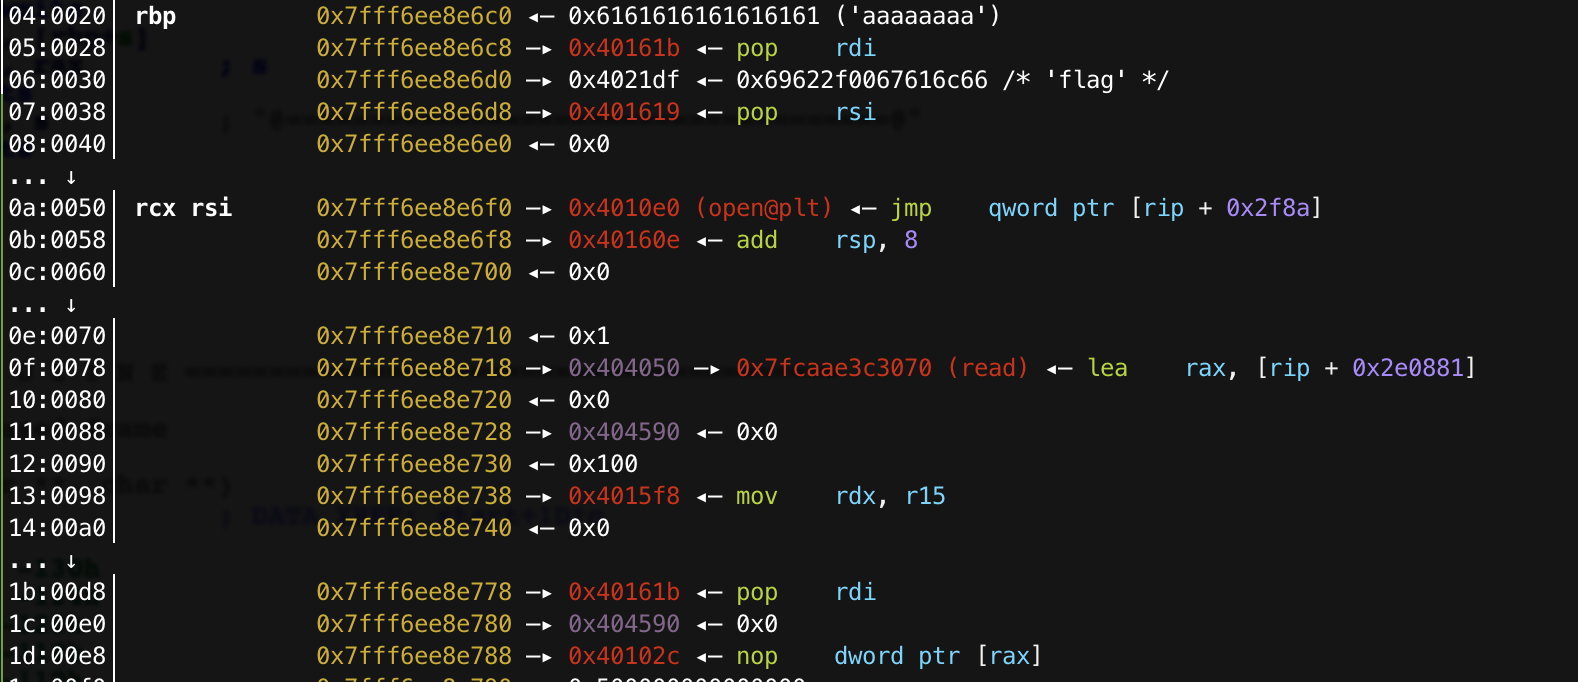 04:0020│ rbp 0x7fff6ee8e6c0 ◂— 0x6161616161616161 ('aaaaaaaa')
05:0028│ 0x7fff6ee8e6c8 —▸ 0x40161b ◂— pop rdi
06:0030│ 0x7fff6ee8e6d0 —▸ 0x4021df ◂— 0x69622f0067616c66 /* 'flag' */
07:0038│ 0x7fff6ee8e6d8 —▸ 0x401619 ◂— pop rsi
08:0040│ 0x7fff6ee8e6e0 ◂— 0x0
... ↓
0a:0050│ rcx rsi 0x7fff6ee8e6f0 —▸ 0x4010e0 (open@plt) ◂— jmp qword ptr [rip + 0x2f8a]
0b:0058│ 0x7fff6ee8e6f8 —▸ 0x40160e ◂— add rsp, 8
0c:0060│ 0x7fff6ee8e700 ◂— 0x0
... ↓
0e:0070│ 0x7fff6ee8e710 ◂— 0x1
0f:0078│ 0x7fff6ee8e718 —▸ 0x404050 —▸ 0x7fcaae3c3070 (read) ◂— lea rax, [rip + 0x2e0881]
10:0080│ 0x7fff6ee8e720 ◂— 0x0
11:0088│ 0x7fff6ee8e728 —▸ 0x404590 ◂— 0x0
12:0090│ 0x7fff6ee8e730 ◂— 0x100
13:0098│ 0x7fff6ee8e738 —▸ 0x4015f8 ◂— mov rdx, r15
14:00a0│ 0x7fff6ee8e740 ◂— 0x0
... ↓
1b:00d8│ 0x7fff6ee8e778 —▸ 0x40161b ◂— pop rdi
1c:00e0│ 0x7fff6ee8e780 —▸ 0x404590 ◂— 0x0
1d:00e8│ 0x7fff6ee8e788 —▸ 0x40102c ◂— nop dword ptr [rax]